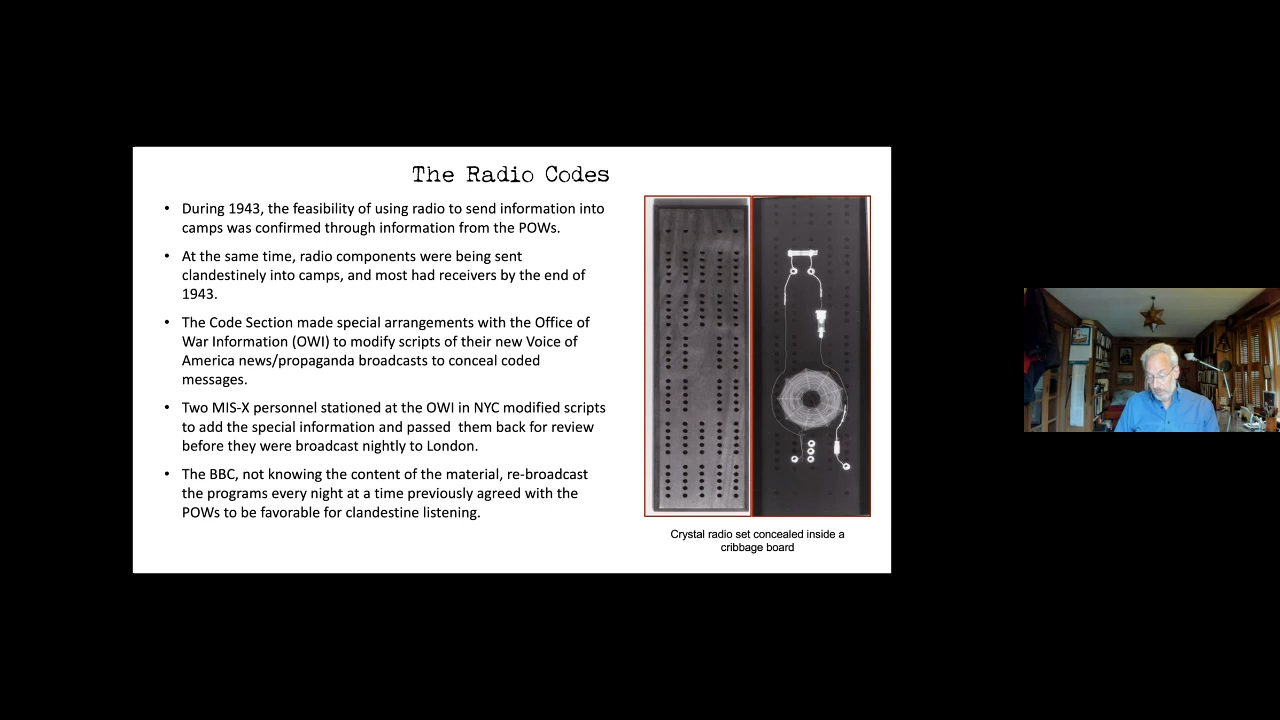 The Radio Codes
• During 1943, the feasibility of using radio to send information into
camps was confirmed through information from the POWs.
• At the same time, radio components were being sent
clandestinely into camps, and most had receivers by the end of
1943.
• The Code Section made special arrangements with the Office of
War Information (OWI) to modify scripts of their new Voice of
America news/propaganda broadcasts to conceal coded
messages.
• Two MIS-X personnel stationed at the OWI in NYC modified scripts
to add the special information and passed  them back for review
before they were broadcast nightly to London.
• The BBC, not knowing the content of the material, re-broadcast
the programs every night at a time previously agreed with the
POWs to be favorable for clandestine listening.
Crystal radio set concealed inside a
cribbage board